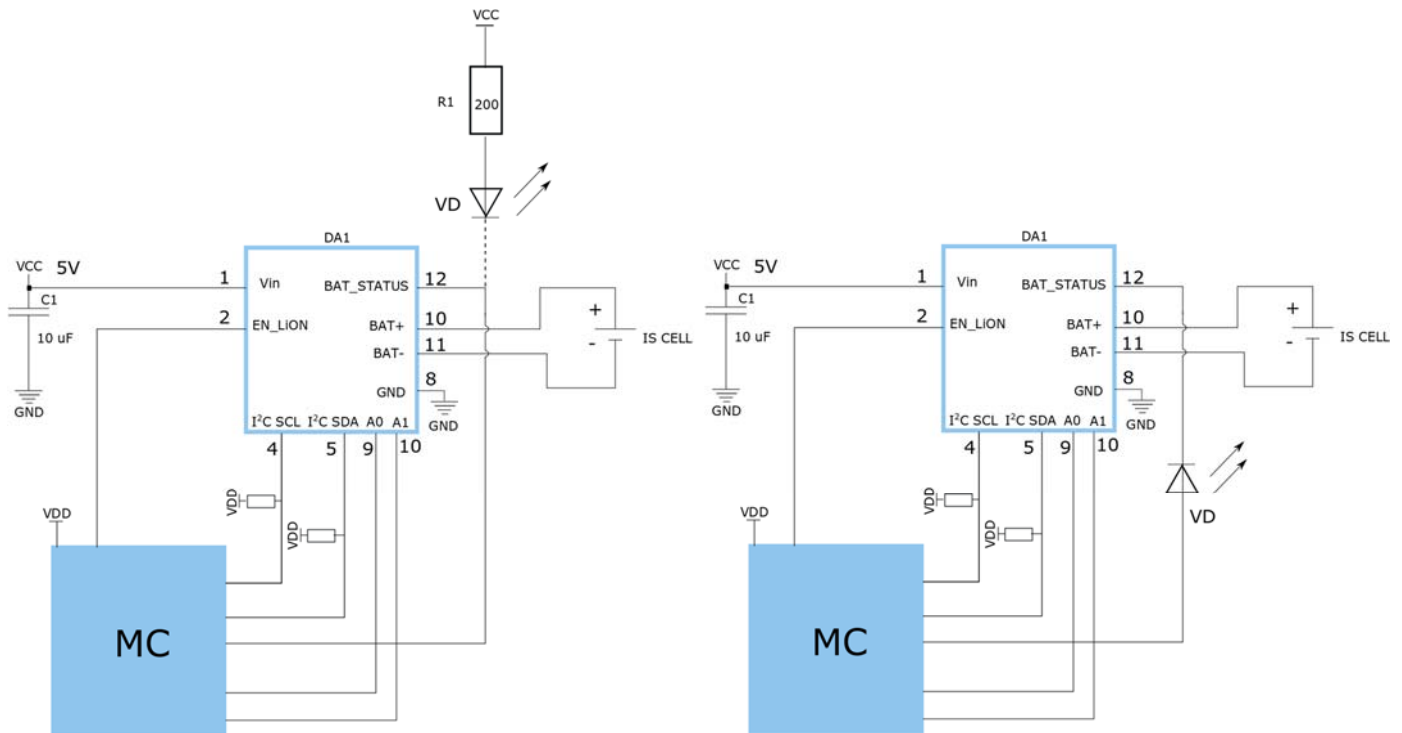 VCC
R1
200
VD
DA1
VCC 5V
C1
10 uF
GND
1
Vin
2
EN_LiON
BAT_STATUS
12
BAT+
10
BAT-
11
GND
8
GND
+
-
IS CELL
I²C SCL
I²C SDA
A0
A1
4
5
9
10
VDD
VDD
VDD
MC
DA1
VCC 5V
C1
10 uF
GND
1
Vin
2
EN_LiON
BAT_STATUS
12
BAT+
10
BAT-
11
GND
8
GND
+
-
IS CELL
I²C SCL
I²C SDA
A0
A1
4
5
9
10
VDD
VDD
VDD
VD
MC